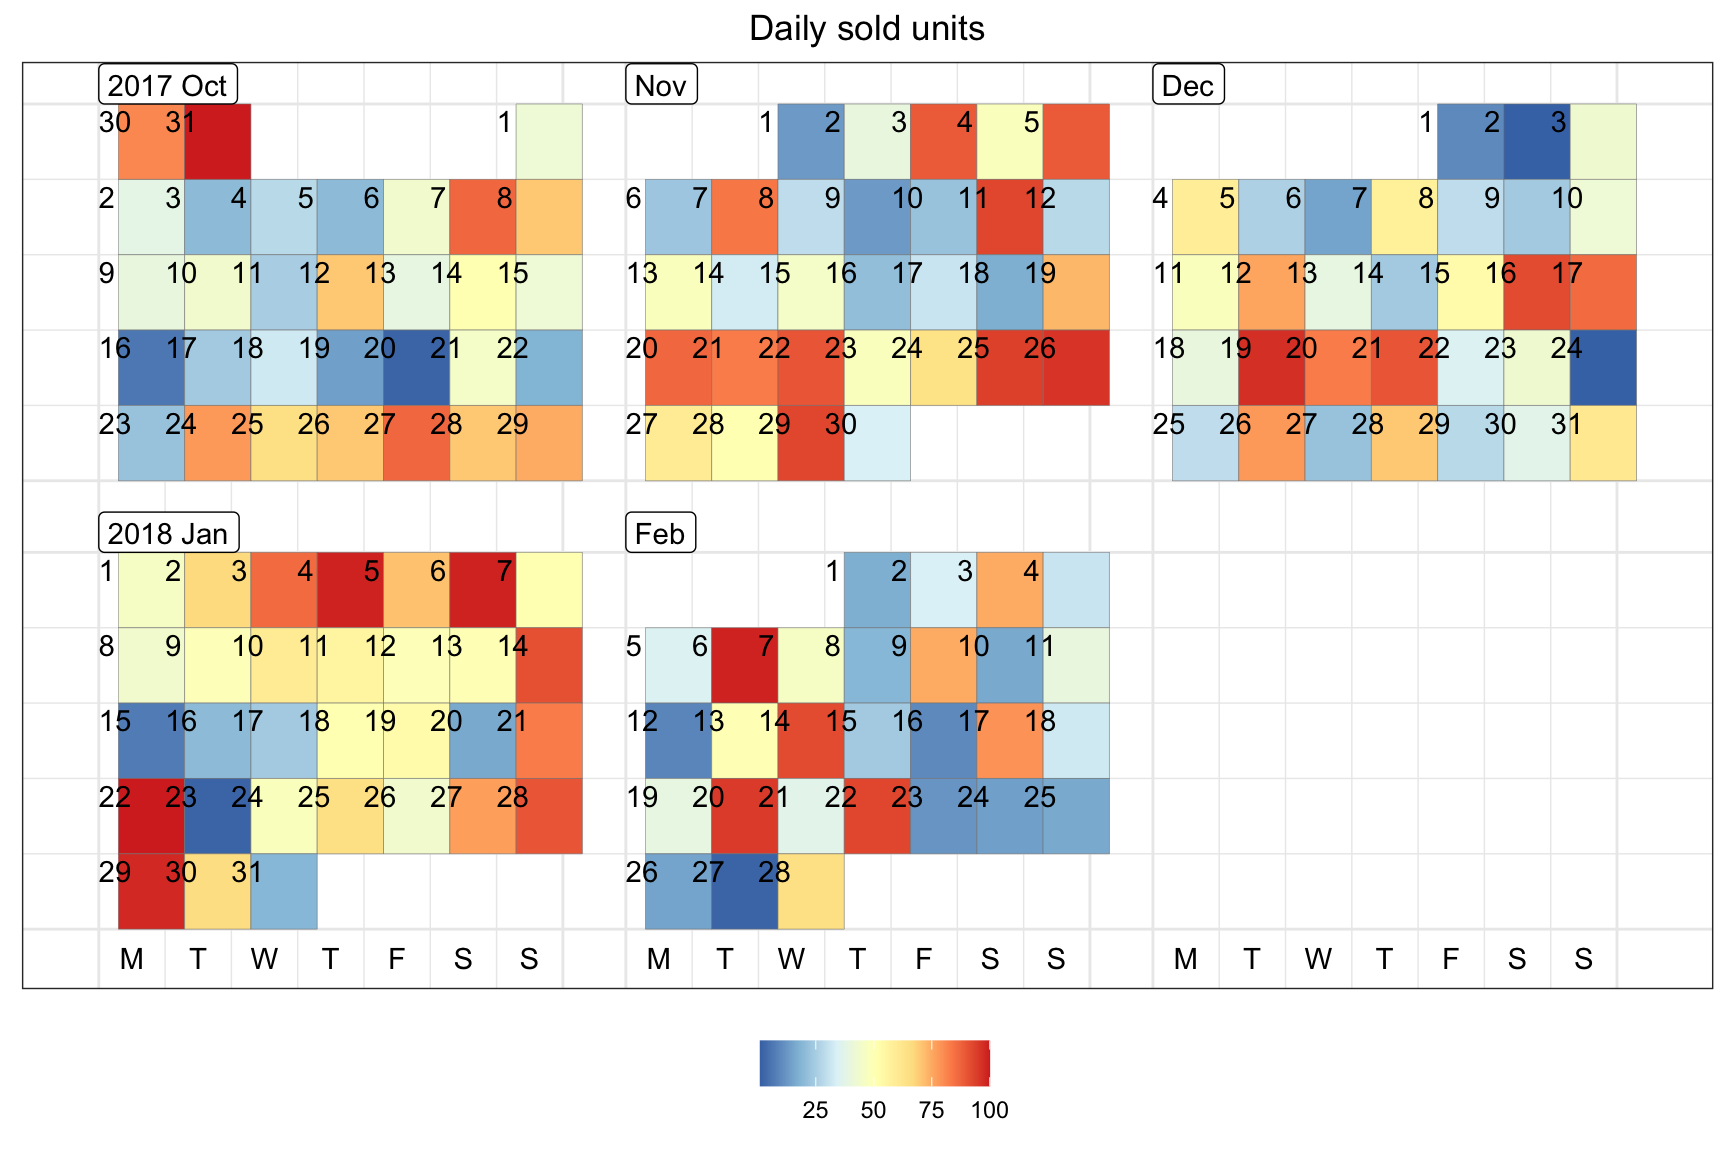 Daily sold units
2017 Oct Nov Dec
30 31 1 1 2 3 4 5 1 2 3
2 3 4 5 6 7 8 6 7 8 9 10 11 12 4 5 6 7 8 9 10
9 10 11 12 13 14 15 13 14 15 16 17 18 19 11 12 13 14 15 16 17
16 17 18 19 20 21 22 20 21 22 23 24 25 26 18 19 20 21 22 23 24
23 24 25 26 27 28 29 27 28 29 30 25 26 27 28 29 30 31
2018 Jan Feb
1 2 3 4 5 6 7 1 2 3 4
8 9 10 11 12 13 14 5 6 7 8 9 10 11
15 16 17 18 19 20 21 12 13 14 15 16 17 18
22 23 24 25 26 27 28 19 20 21 22 23 24 25
29 30 31 26 27 28
M T W T F S S M T W T F S S M T W T F S S
25 50 75 100